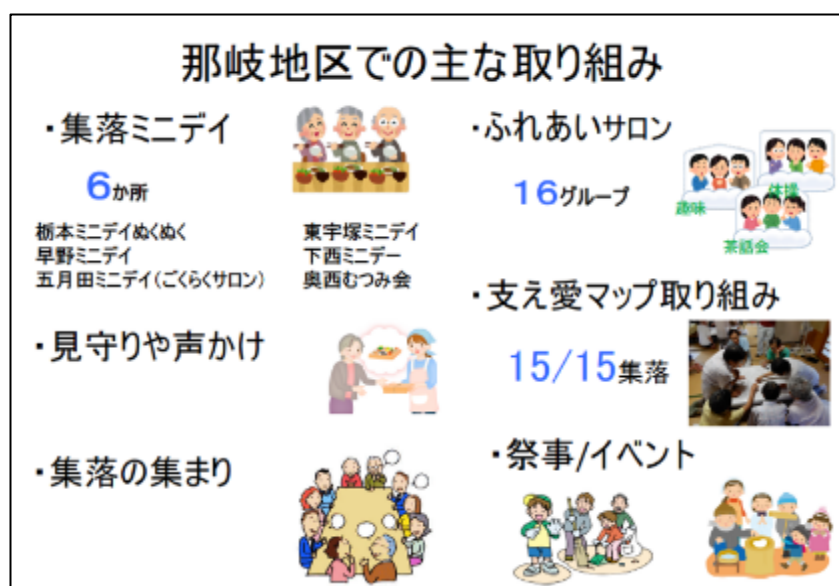 那岐地区での主な取り組み
・集落ミニデイ
6か所
栃本ミニデイぬくぬく
早野ミニデイ
五月田ミニデイ(ごくらくサロン)
東宇塚ミニデイ
下西ミニデー
奥西むつみ会
・見守りや声かけ
・集落の集まり
・ふれあいサロン
16グループ
体操
趣味
茶話会
・支え愛マップ取り組み
15/15集落
・祭事/イベント